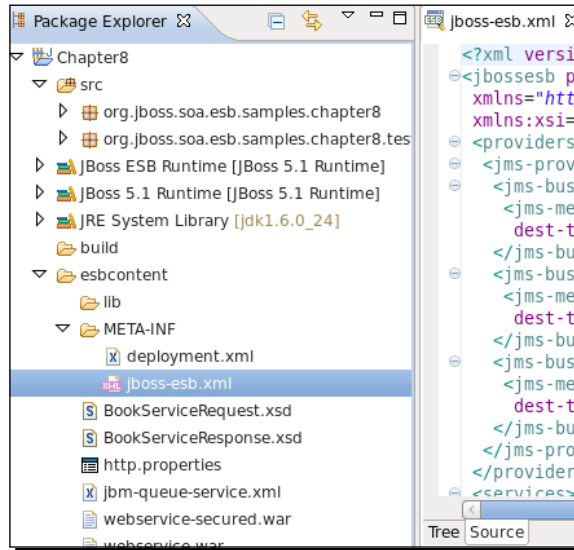 Package Explorer
Chapter8
src
org.jboss.soa.esb.samples.chapter8
org.jboss.soa.esb.samples.chapter8.tes
JBoss ESB Runtime [JBoss 5.1 Runtime]
JBoss 5.1 Runtime [JBoss 5.1 Runtime]
JRE System Library [jdk1.6.0_24]
build
esbcontent
lib
META-INF
deployment.xml
jboss-esb.xml
BookServiceRequest.xsd
BookServiceResponse.xsd
http.properties
jbm-queue-service.xml
webservice-secured.war
webservice.war
jboss-esb.xml
<?xml versi
<jbossesb p
xmlns="htt
xmlns:xsi=
<providers
<jms-prov
<jms-bus
<jms-me
dest-t
</jms-bu
<jms-bus
<jms-me
dest-t
</jms-bu
<jms-bus
<jms-me
dest-t
</jms-bu
</jms-pro
</provider
<services>
Tree Source